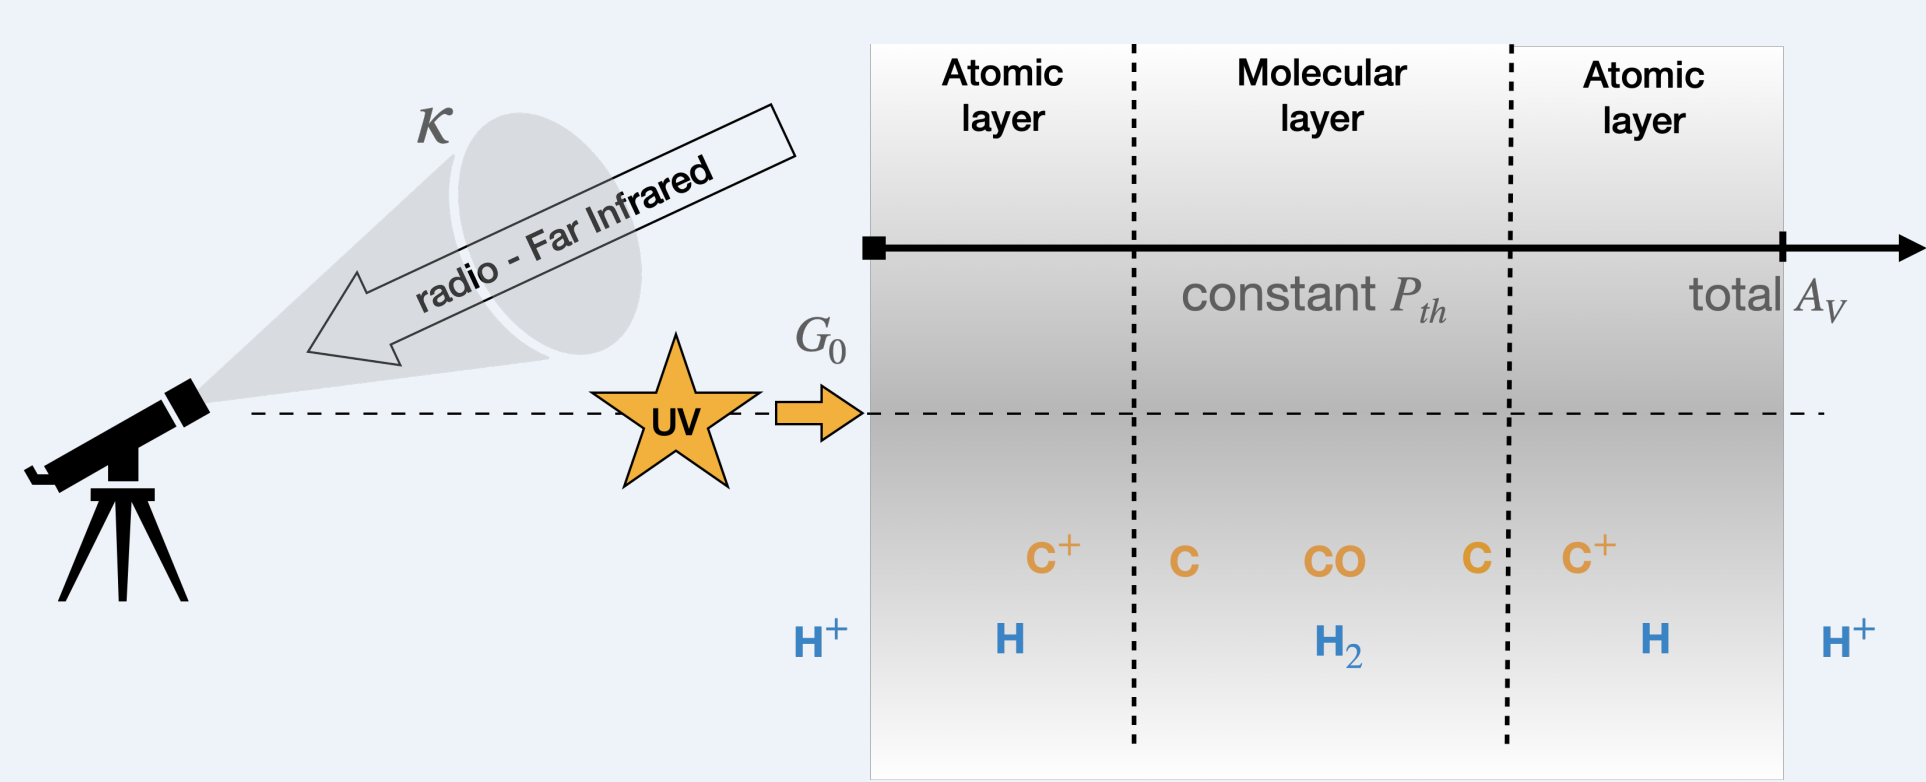 Atomic
layer
Molecular
layer
Atomic
layer
κ
radio - Far Infrared
constant P_th
total A_V
G_0
UV
C⁺
C
CO
C
C⁺
H⁺
H
H₂
H
H⁺